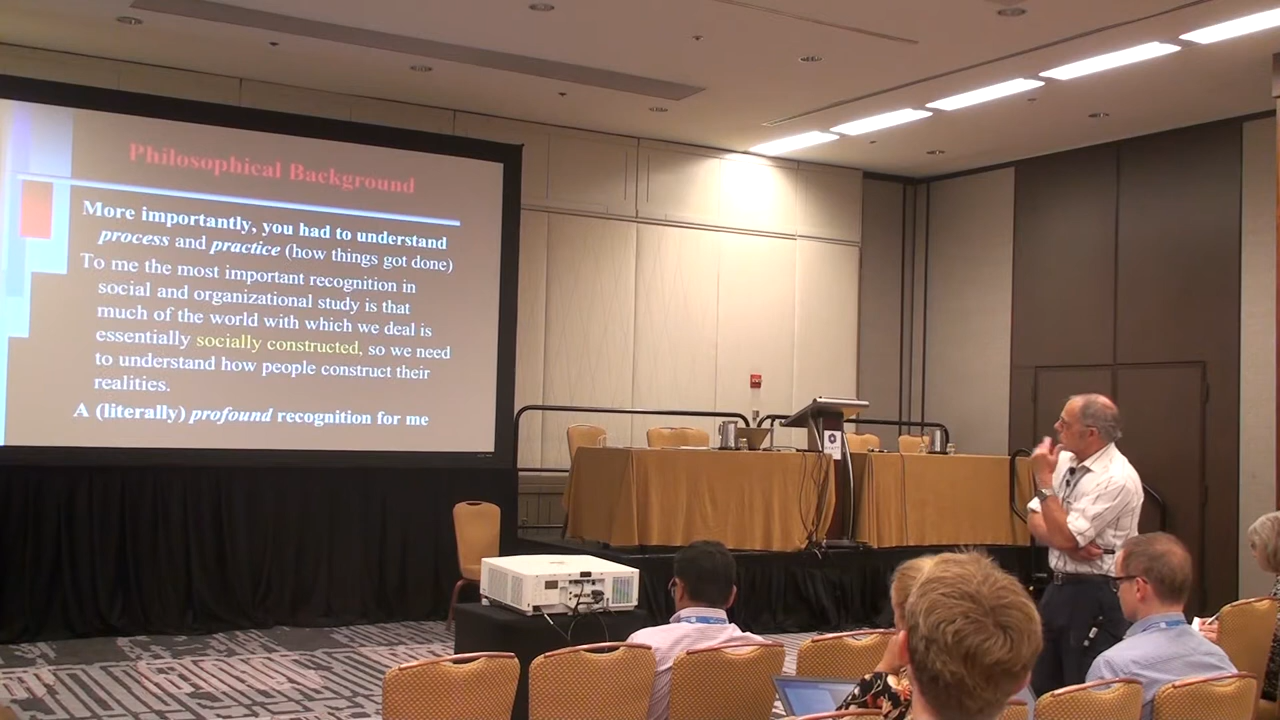 Philosophical Background
More importantly, you had to understand
process and practice (how things got done)
To me the most important recognition in
social and organizational study is that
much of the world with which we deal is
essentially socially constructed, so we need
to understand how people construct their
realities.
A (literally) profound recognition for me
HYATT